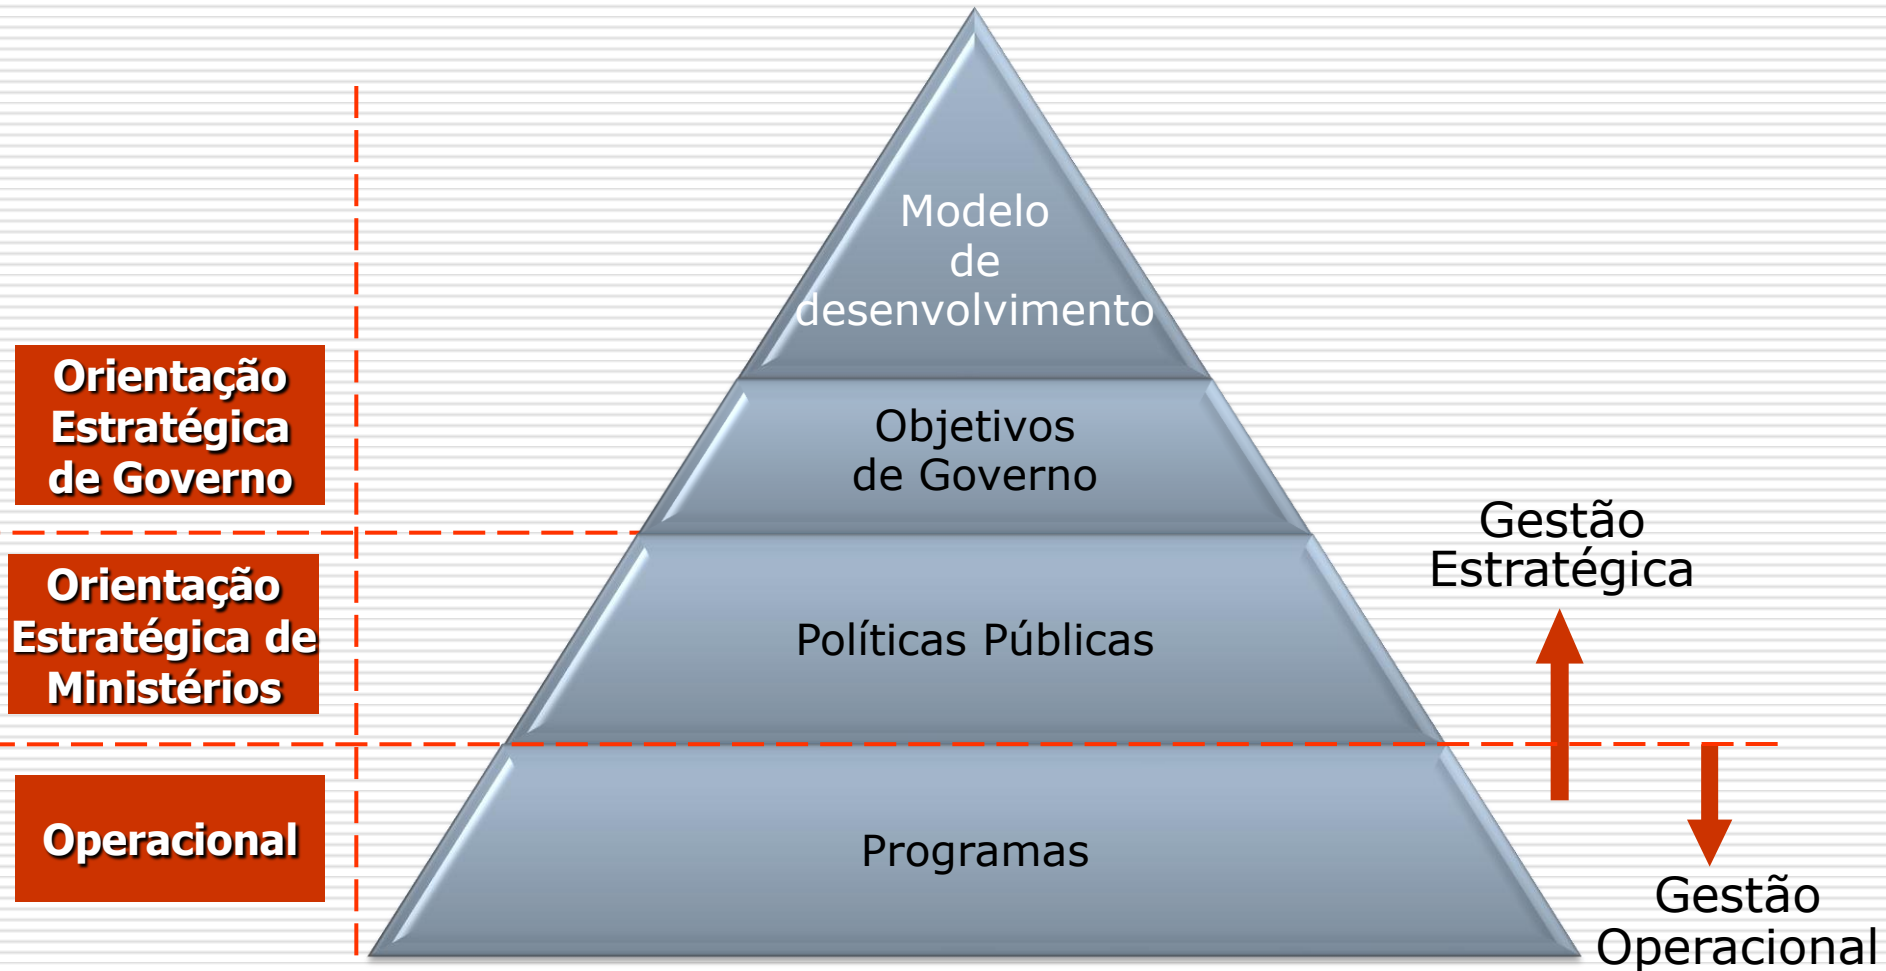 Modelo
de
desenvolvimento
Orientação
Estratégica
de Governo
Objetivos
de Governo
Orientação
Estratégica de
Ministérios
Políticas Públicas
Gestão
Estratégica
Operacional
Programas
Gestão
Operacional